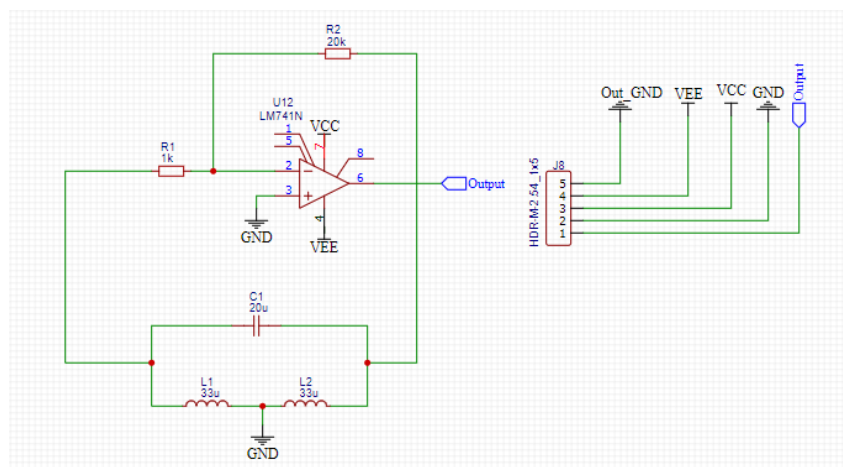 R2
20k
U12
LM741N
1
5
VCC
7
8
R1
1k
2
6
Output
3
4
GND
VEE
C1
20u
L1
33u
L2
33u
GND
Out_GND
VEE
VCC
GND
Output
J8
HDR-M-2.54_1x5
5
4
3
2
1